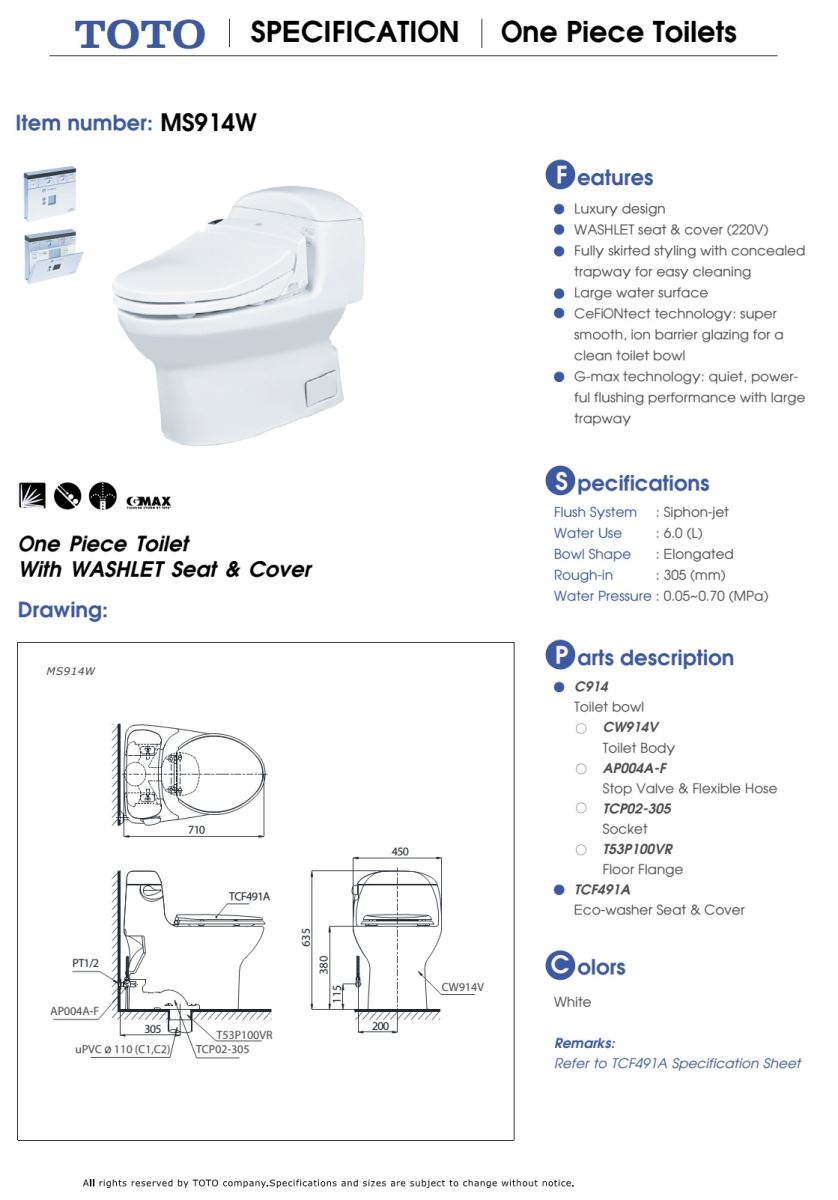 TOTO SPECIFICATION One Piece Toilets
Item number: MS914W
Features
Luxury design
WASHLET seat & cover (220V)
Fully skirted styling with concealed
trapway for easy cleaning
Large water surface
CeFiONtect technology: super
smooth, ion barrier glazing for a
clean toilet bowl
G-max technology: quiet, power-
ful flushing performance with large
trapway
GMAX
One Piece Toilet
With WASHLET Seat & Cover
Drawing:
Specifications
Flush System : Siphon-jet
Water Use : 6.0 (L)
Bowl Shape : Elongated
Rough-in : 305 (mm)
Water Pressure : 0.05~0.70 (MPa)
MS914W
710
450
TCF491A
635
380
115
PT1/2
CW914V
AP004A-F
305
200
T53P100VR
uPVC ø 110 (C1,C2)
TCP02-305
Parts description
C914
Toilet bowl
CW914V
Toilet Body
AP004A-F
Stop Valve & Flexible Hose
TCP02-305
Socket
T53P100VR
Floor Flange
TCF491A
Eco-washer Seat & Cover
Colors
White
Remarks:
Refer to TCF491A Specification Sheet
All rights reserved by TOTO company.Specifications and sizes are subject to change without notice.